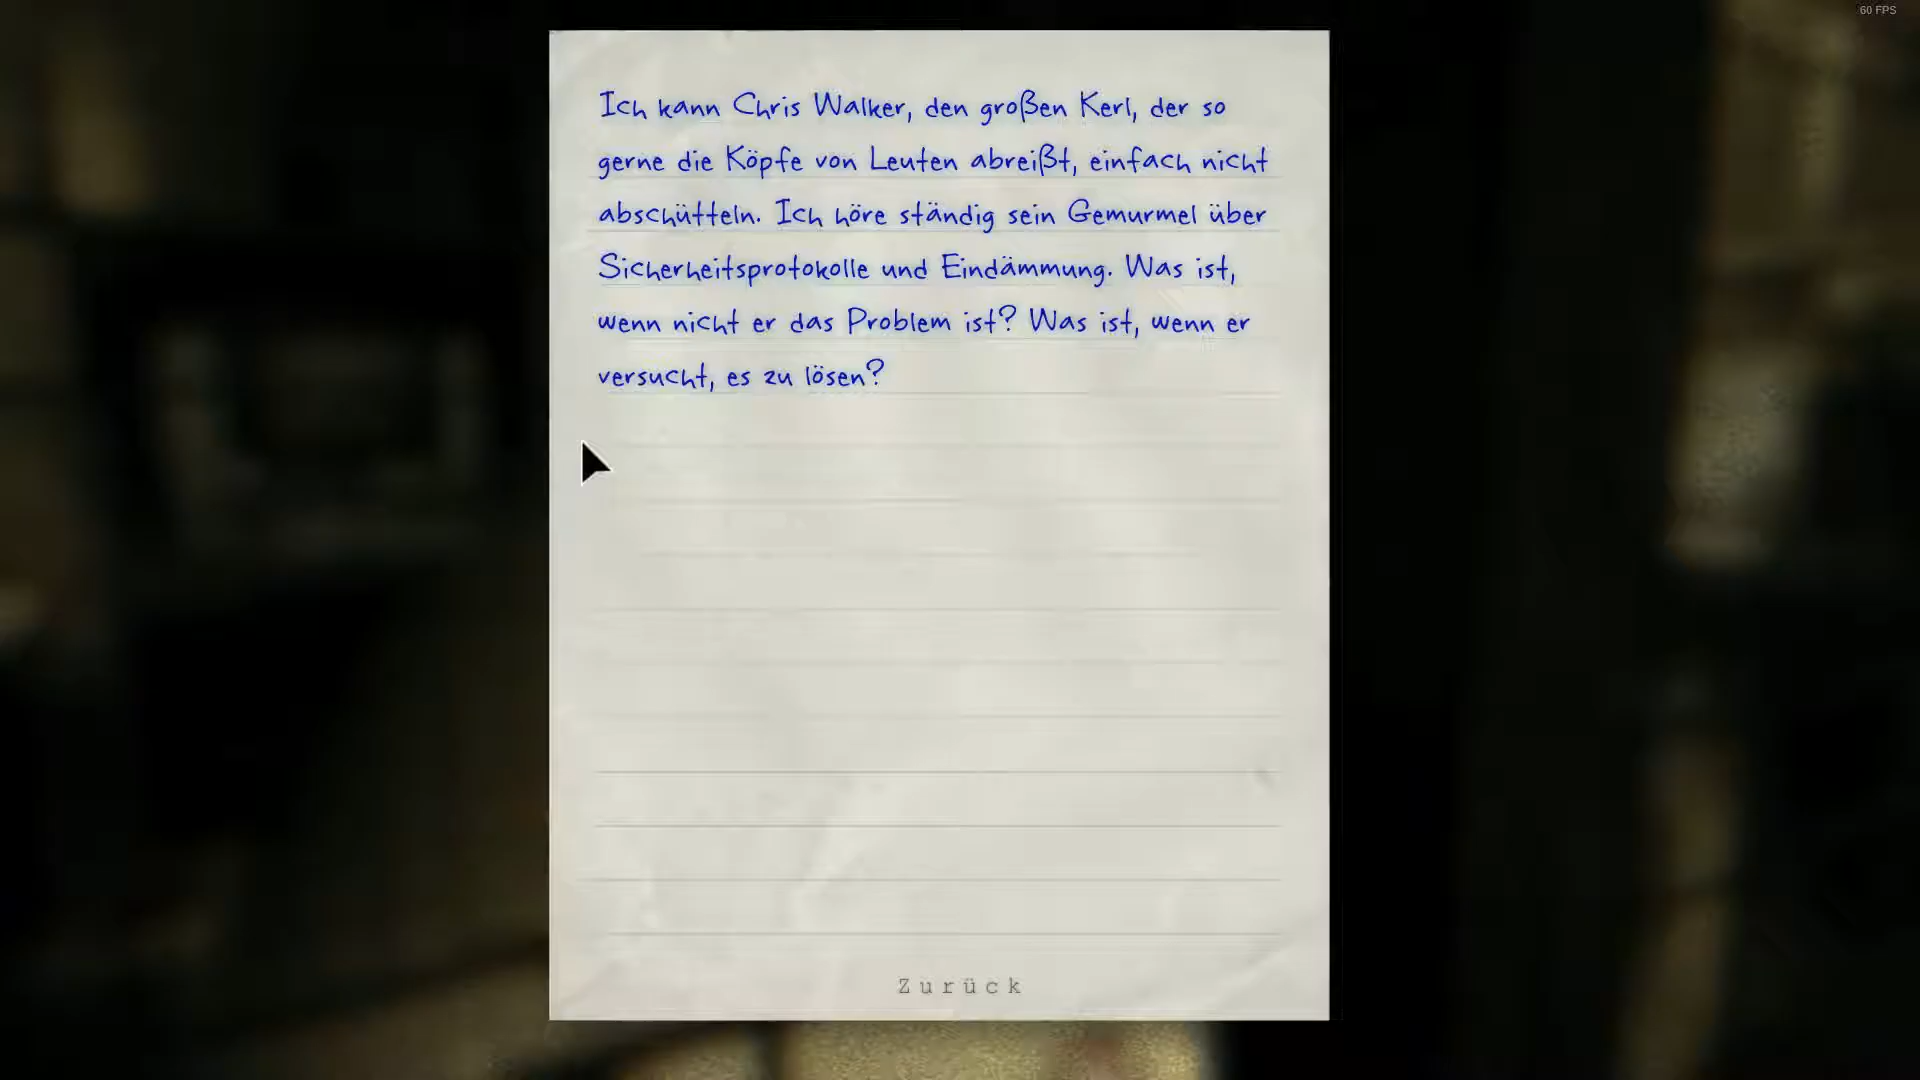 60 FPS
Ich kann Chris Walker, den großen Kerl, der so
gerne die Köpfe von Leuten abreißt, einfach nicht
abschütteln. Ich höre ständig sein Gemurmel über
Sicherheitsprotokolle und Eindämmung. Was ist,
wenn nicht er das Problem ist? Was ist, wenn er
versucht, es zu lösen?
Zurück